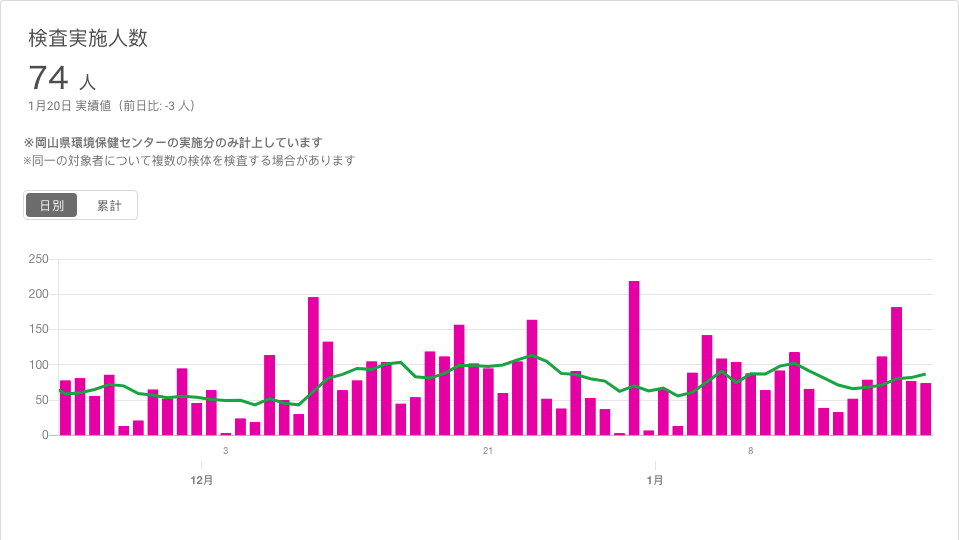 検査実施人数
74 人
1月20日 実績値（前日比: -3 人）
※岡山県環境保健センターの実施分のみ計上しています
※同一の対象者について複数の検体を検査する場合があります
日別 累計
250
200
150
100
50
0
3 21 8
12月 1月